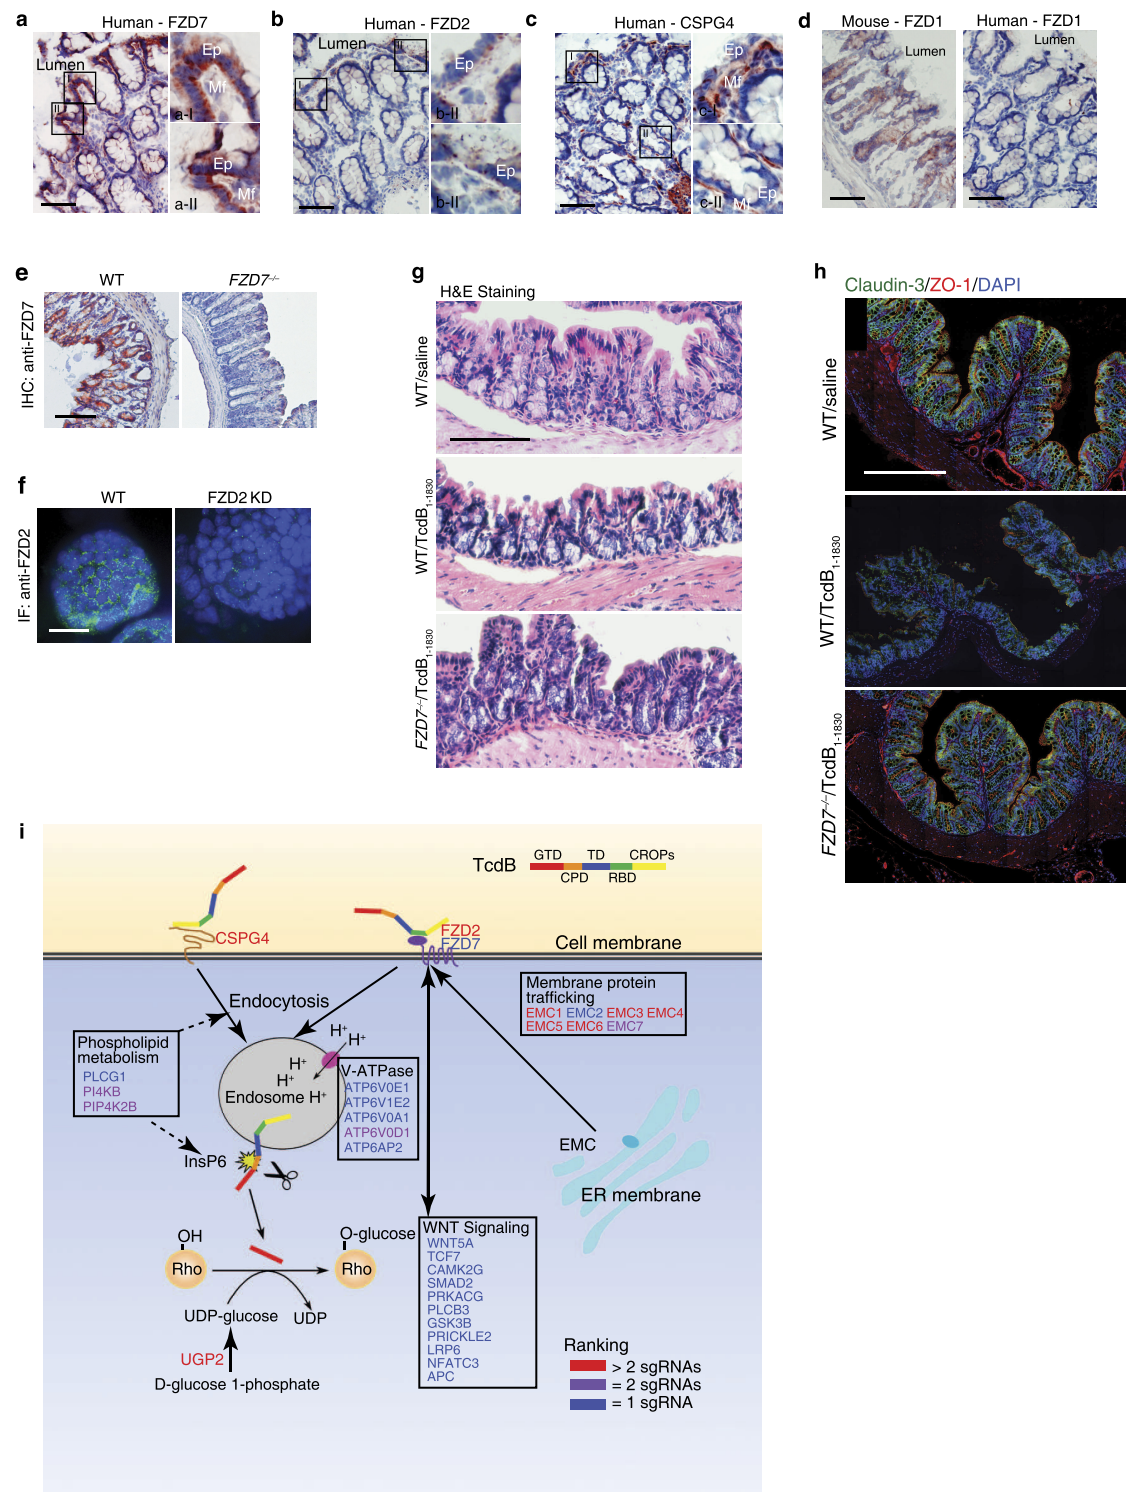 a
Human - FZD7
Lumen
I
II
Ep
Mf
a-I
Ep
Mf
a-II
b
Human - FZD2
Lumen
I
II
Ep
b-II
b-II
c
Human - CSPG4
I
II
Ep
c-I
Ep
Mf
c-II
d
Mouse - FZD1
Lumen
Human - FZD1
Lumen
e
WT
FZD7–/–
IHC: anti-FZD7
f
WT
FZD2 KD
IF: anti-FZD2
g
H&E Staining
WT/saline
WT/TcdB1-1830
FZD7–/–/TcdB1-1830
h
Claudin-3/ZO-1/DAPI
WT/saline
WT/TcdB1-1830
FZD7–/–/TcdB1-1830
i
TcdB
GTD
TD
CROPs
CPD
RBD
CSPG4
FZD2
FZD7
Cell membrane
Endocytosis
Membrane protein
trafficking
EMC1 EMC2 EMC3 EMC4
EMC5 EMC6 EMC7
Phospholipid
metabolism
PLCG1
PI4KB
PIP4K2B
H+
H+
H+
H+
Endosome H+
V-ATPase
ATP6V0E1
ATP6V1E2
ATP6V0A1
ATP6V0D1
ATP6AP2
InsP6
EMC
ER membrane
OH
Rho
O-glucose
Rho
UDP-glucose
UDP
UGP2
D-glucose 1-phosphate
WNT Signaling
WNT5A
TCF7
CAMK2G
SMAD2
PRKACG
PLCB3
GSK3B
PRICKLE2
LRP6
NFATC3
APC
Ranking
> 2 sgRNAs
= 2 sgRNAs
= 1 sgRNA